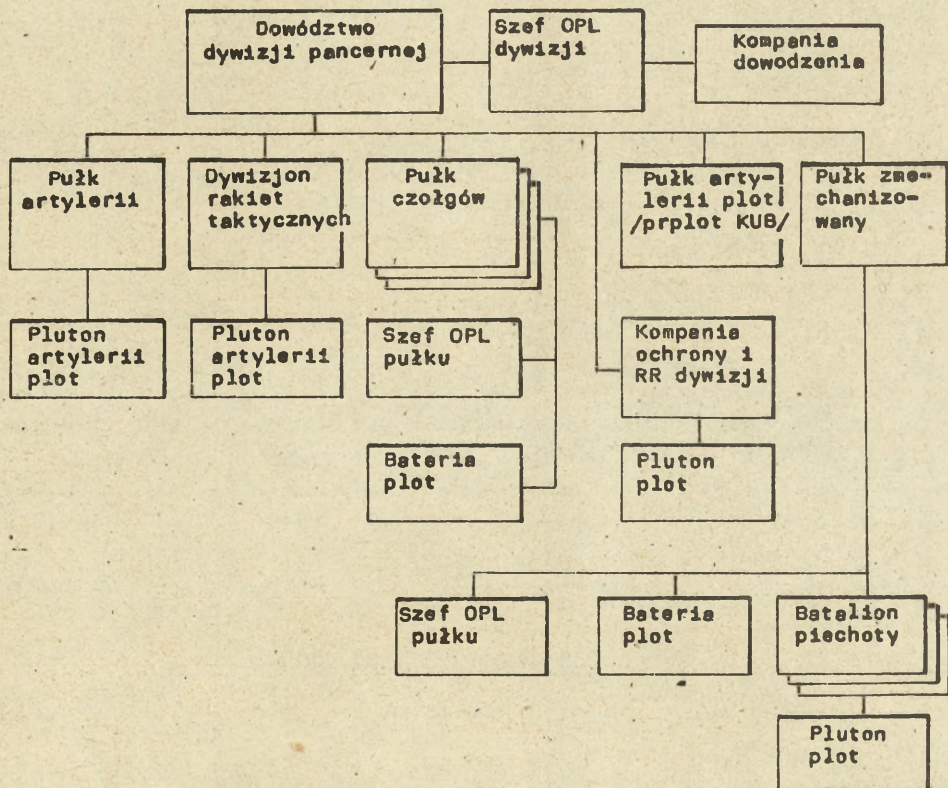 Dowództwo
dywizji pancernej
Szef OPL
dywizji
Kompania
dowodzenia
Pułk
artylerii
Dywizjon
rakiet
taktycznych
Pułk
czołgów
Pułk arty-
lerii plot
/prplot KUB/
Pułk zme-
chanizo-
wany
Pluton
artylerii
plot
Pluton
artylerii
plot
Szef OPL
pułku
Kompania
ochrony i
RR dywizji
Bateria
plot
Pluton
plot
Szef OPL
pułku
Bateria
plot
Batalion
piechoty
Pluton
plot